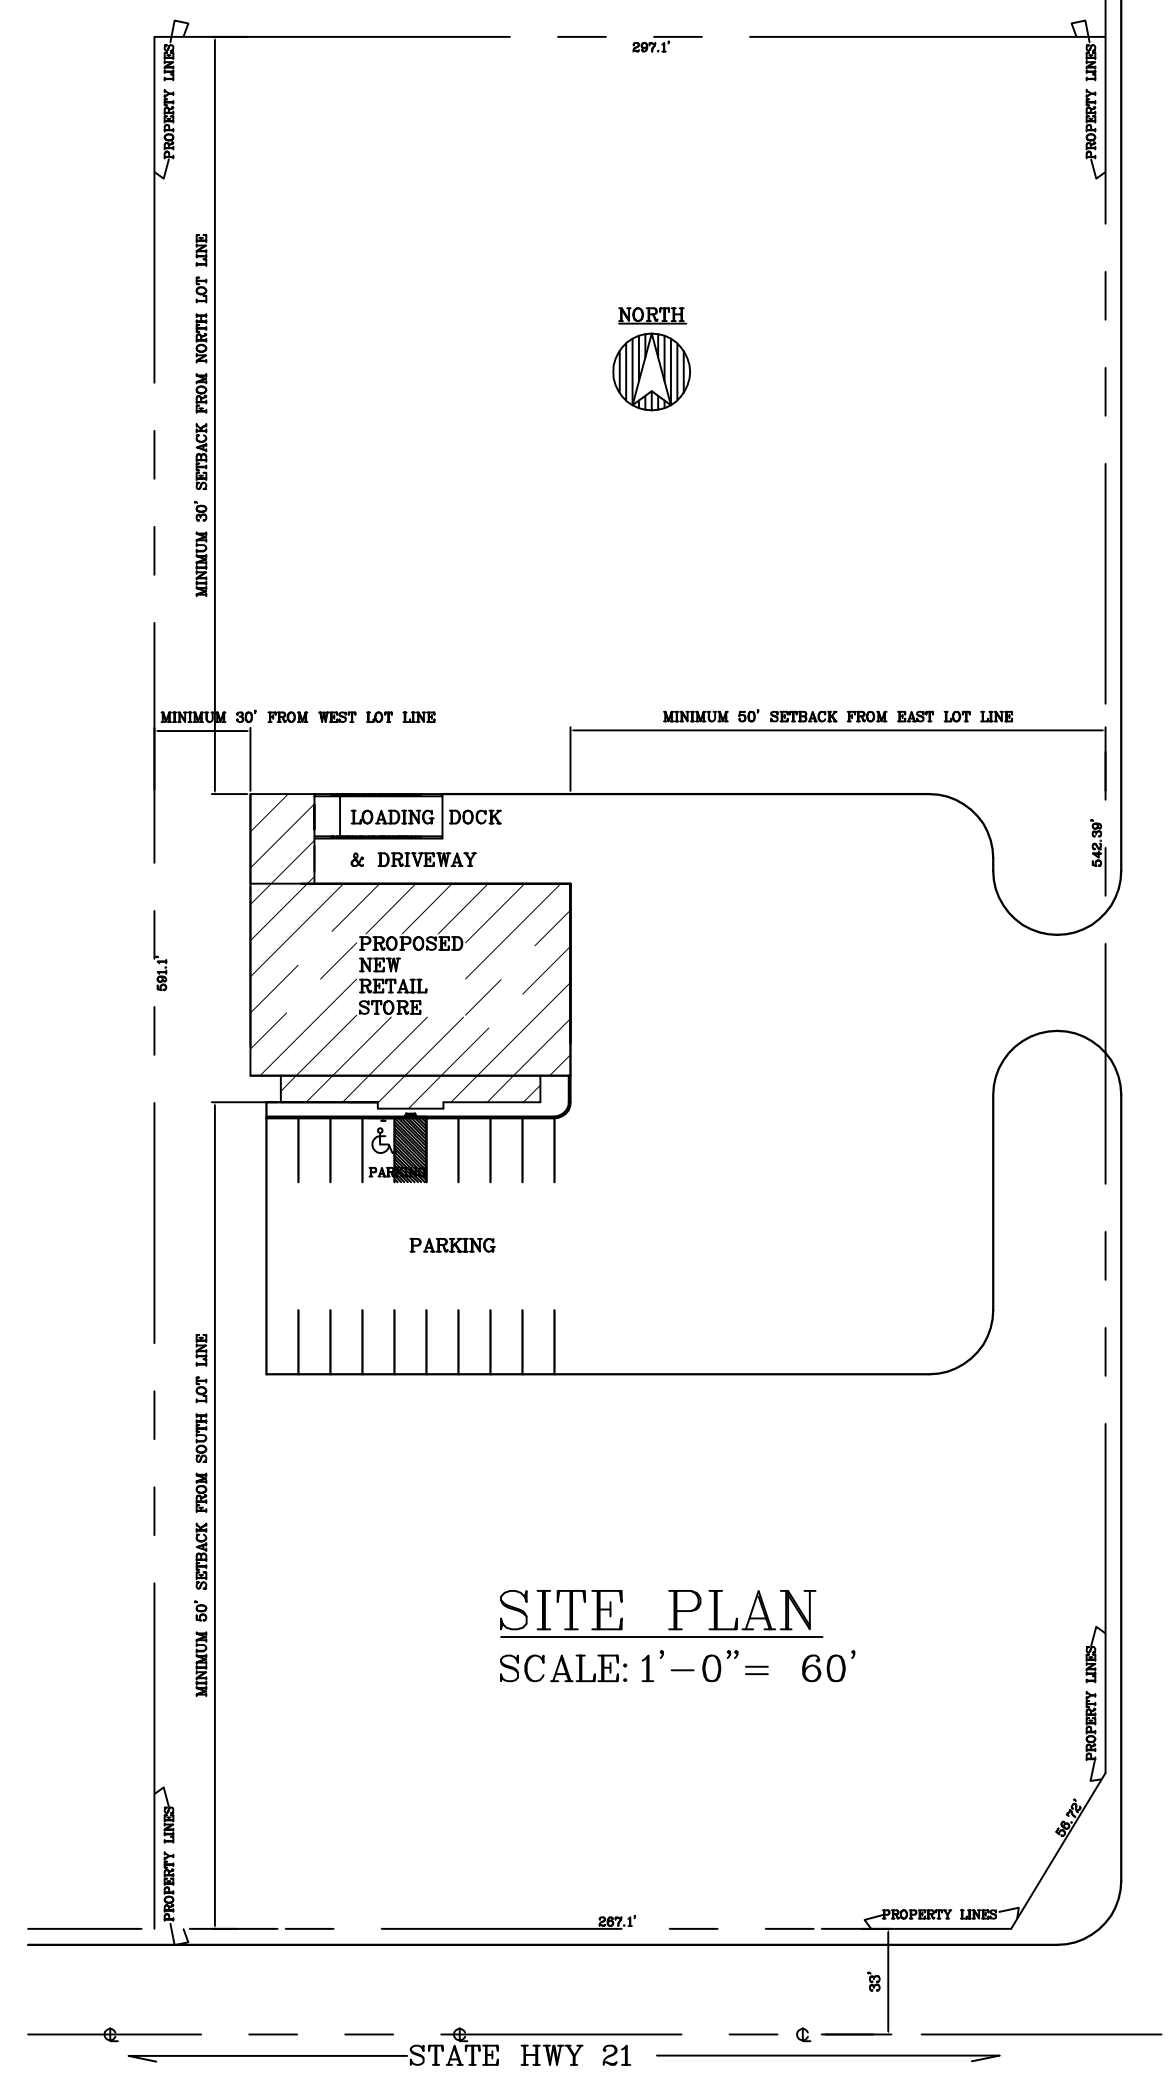 297.1'
PROPERTY LINES
PROPERTY LINES
MINIMUM 30' SETBACK FROM NORTH LOT LINE
NORTH
MINIMUM 30' FROM WEST LOT LINE
MINIMUM 50' SETBACK FROM EAST LOT LINE
LOADING DOCK
& DRIVEWAY
542.39'
591.1'
PROPOSED
NEW
RETAIL
STORE
PARKING
PARKING
MINIMUM 50' SETBACK FROM SOUTH LOT LINE
SITE PLAN
SCALE: 1'-0"= 60'
PROPERTY LINES
56.72'
PROPERTY LINES
PROPERTY LINES
267.1'
33'
℄ ℄ ℄
STATE HWY 21